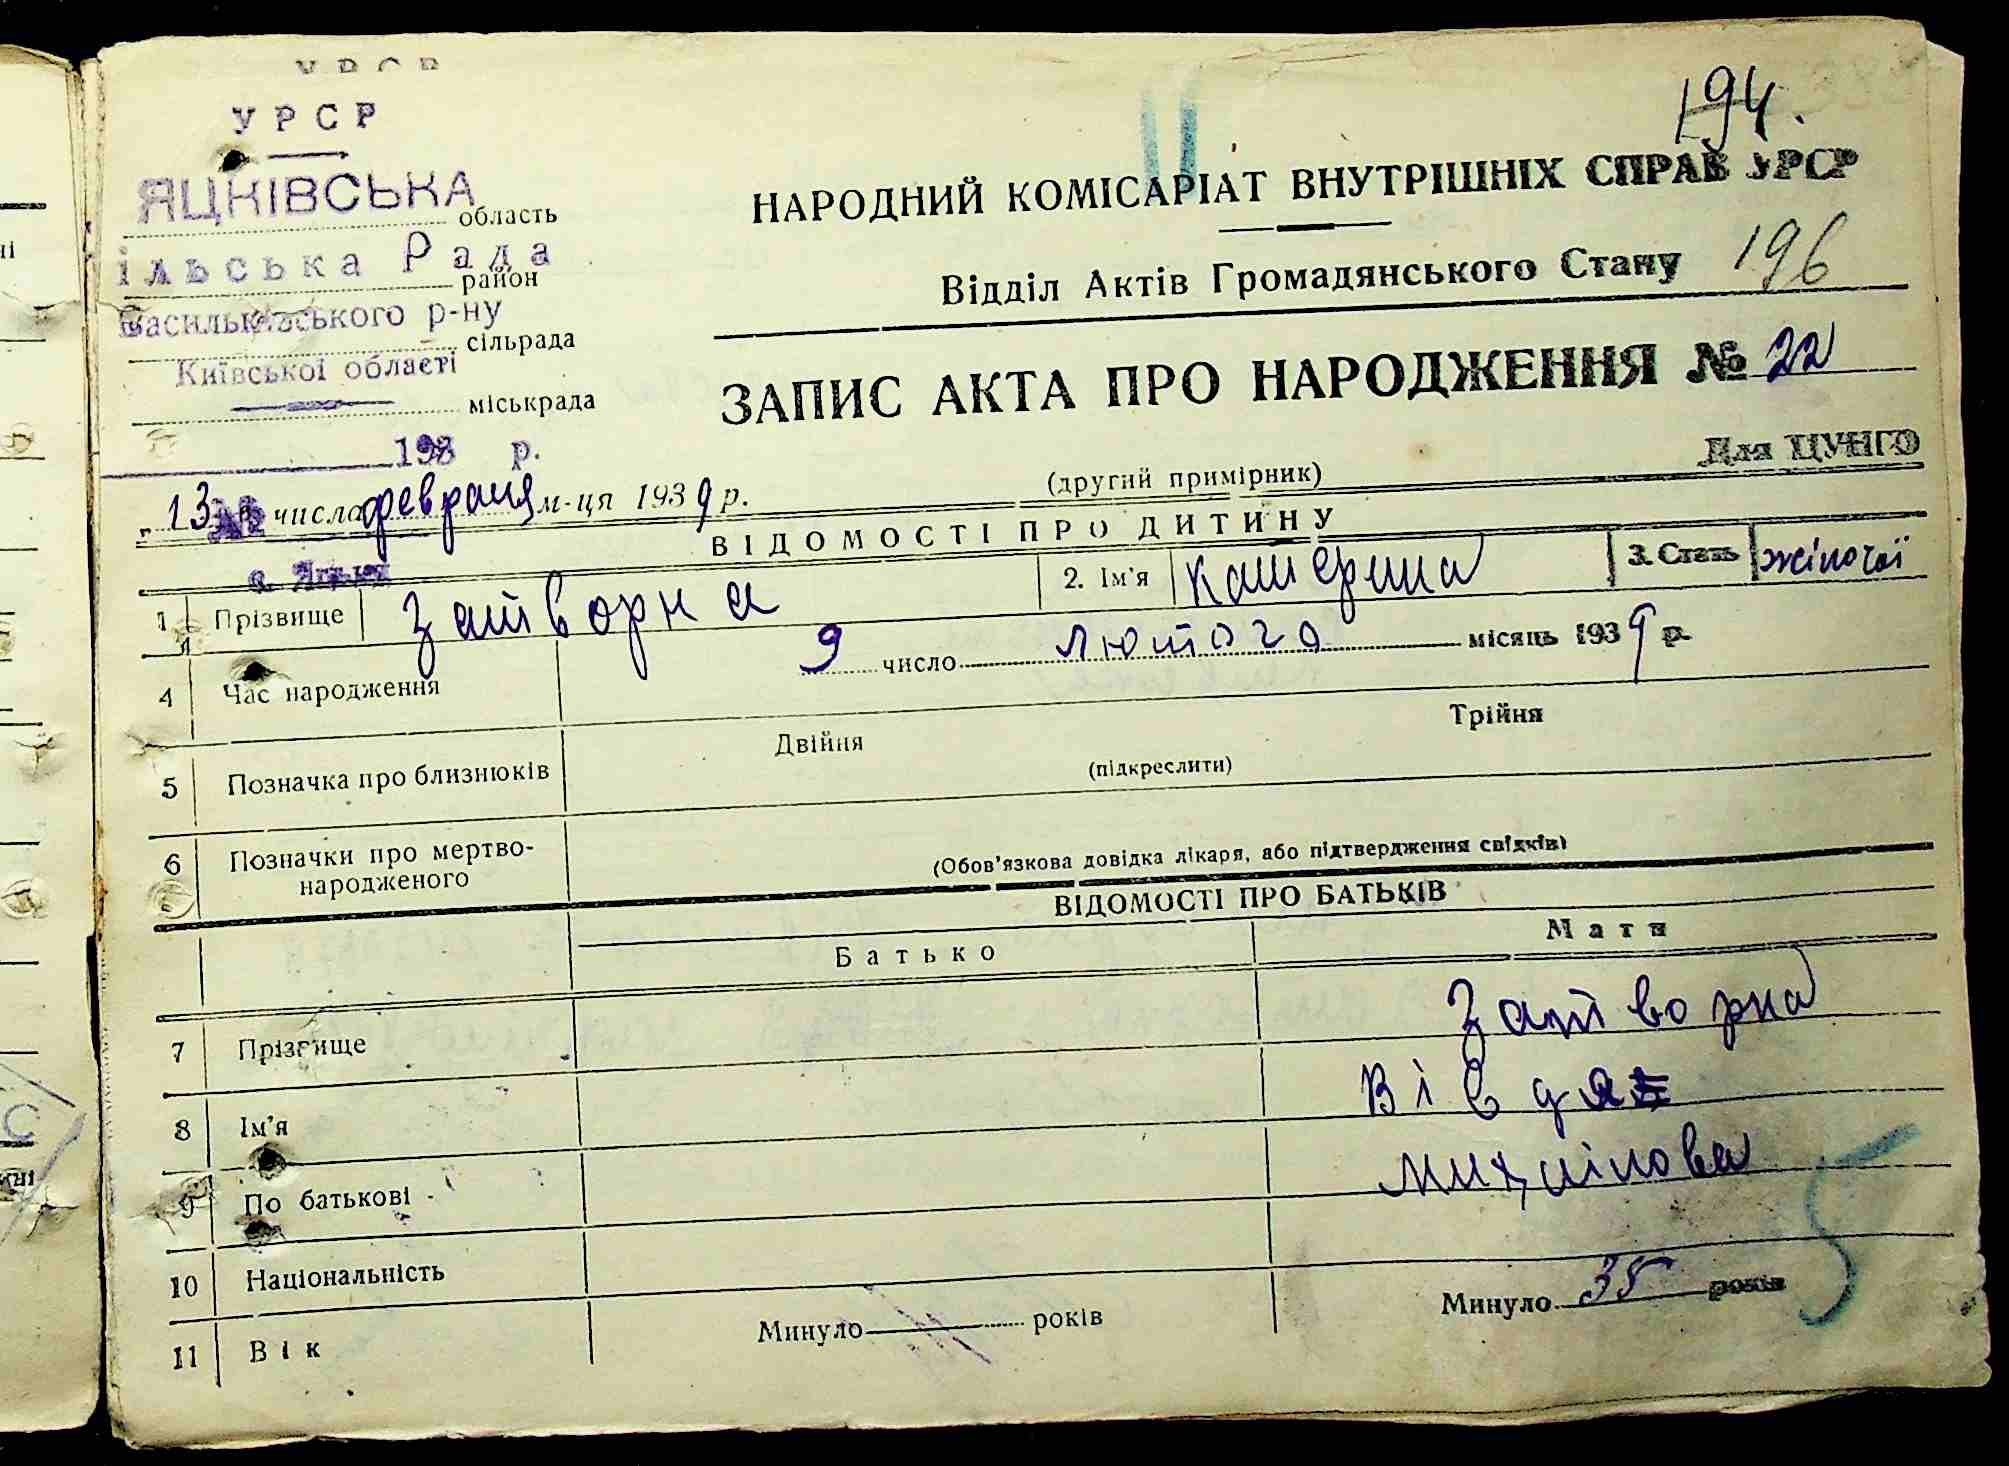 УРСР
УРСР
194.
ЯЦКІВСЬКА
область
НАРОДНИЙ КОМІСАРІАТ ВНУТРІШНІХ СПРАВ УРСР
ільська Рада
район
Відділ Актів Громадянського Стану 196
Васильківського р-ну
сільрада
Київської області
міськрада
ЗАПИС АКТА ПРО НАРОДЖЕННЯ № 22
193 р.
Для ЦУНГО
(другий примірник)
"13" числа февраля м-ця 1939 р.
ВІДОМОСТІ ПРО ДИТИНУ
1 Прізвище Затворна 2. Ім'я Катерина 3. Стать жіночої
4 Час народження 9 число лютого місяць 1939 р.
5 Позначка про близнюків Двійня Трійня
(підкреслити)
6 Позначки про мертво-
народженого
(Обов'язкова довідка лікаря, або підтвердження свідків)
ВІДОМОСТІ ПРО БАТЬКІВ
Батько Мати
7 Прізвище Затворна
8 Ім'я Вівдя
9 По батькові Михайлова
10 Національність
11 Вік Минуло років Минуло 35 років